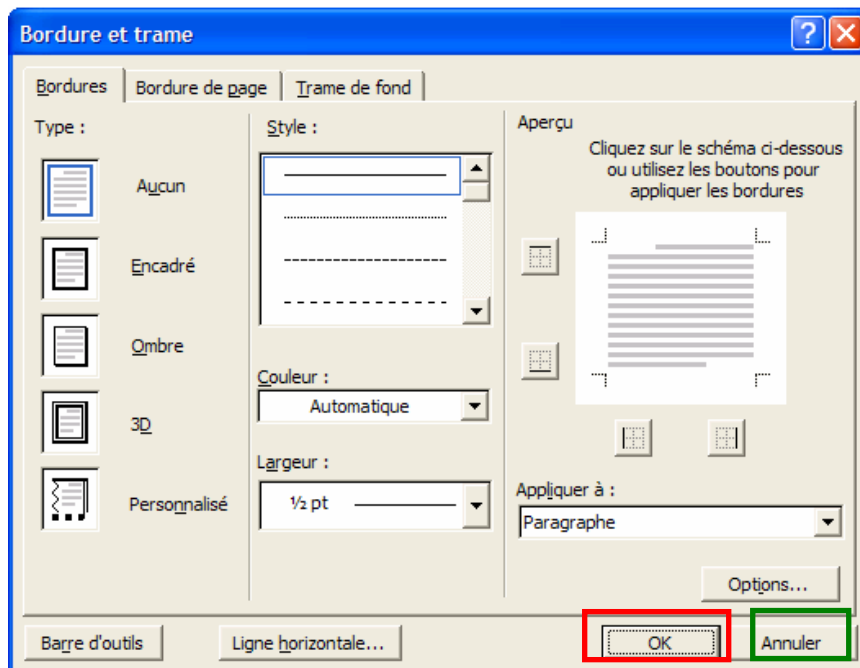 Bordure et trame
Bordures
Bordure de page
Trame de fond
Type :
Aucun
Encadré
Ombre
3D
Personnalisé
Style :
Couleur :
Automatique
Largeur :
½ pt
Aperçu
Cliquez sur le schéma ci-dessous
ou utilisez les boutons pour
appliquer les bordures
Appliquer à :
Paragraphe
Options...
Barre d'outils
Ligne horizontale...
OK
Annuler